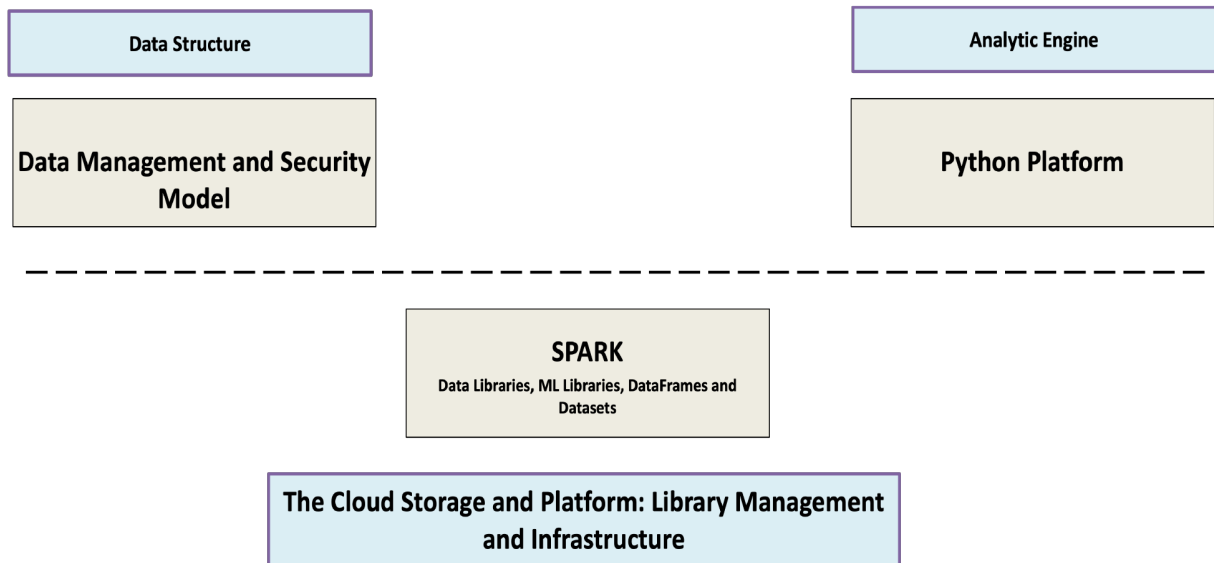 Data Structure
Analytic Engine
Data Management and Security
Model
Python Platform
SPARK
Data Libraries, ML Libraries, DataFrames and
Datasets
The Cloud Storage and Platform: Library Management
and Infrastructure